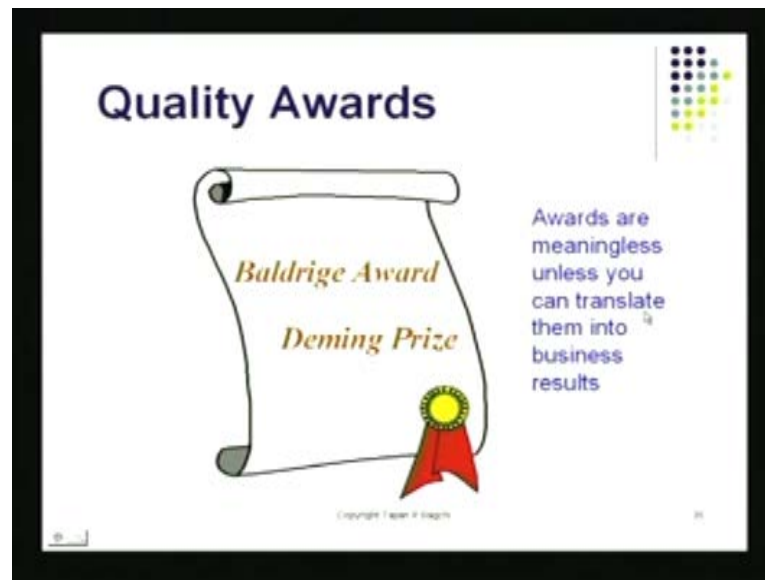 Quality Awards
Baldrige Award
Deming Prize
Awards are
meaningless
unless you
can translate
them into
business
results